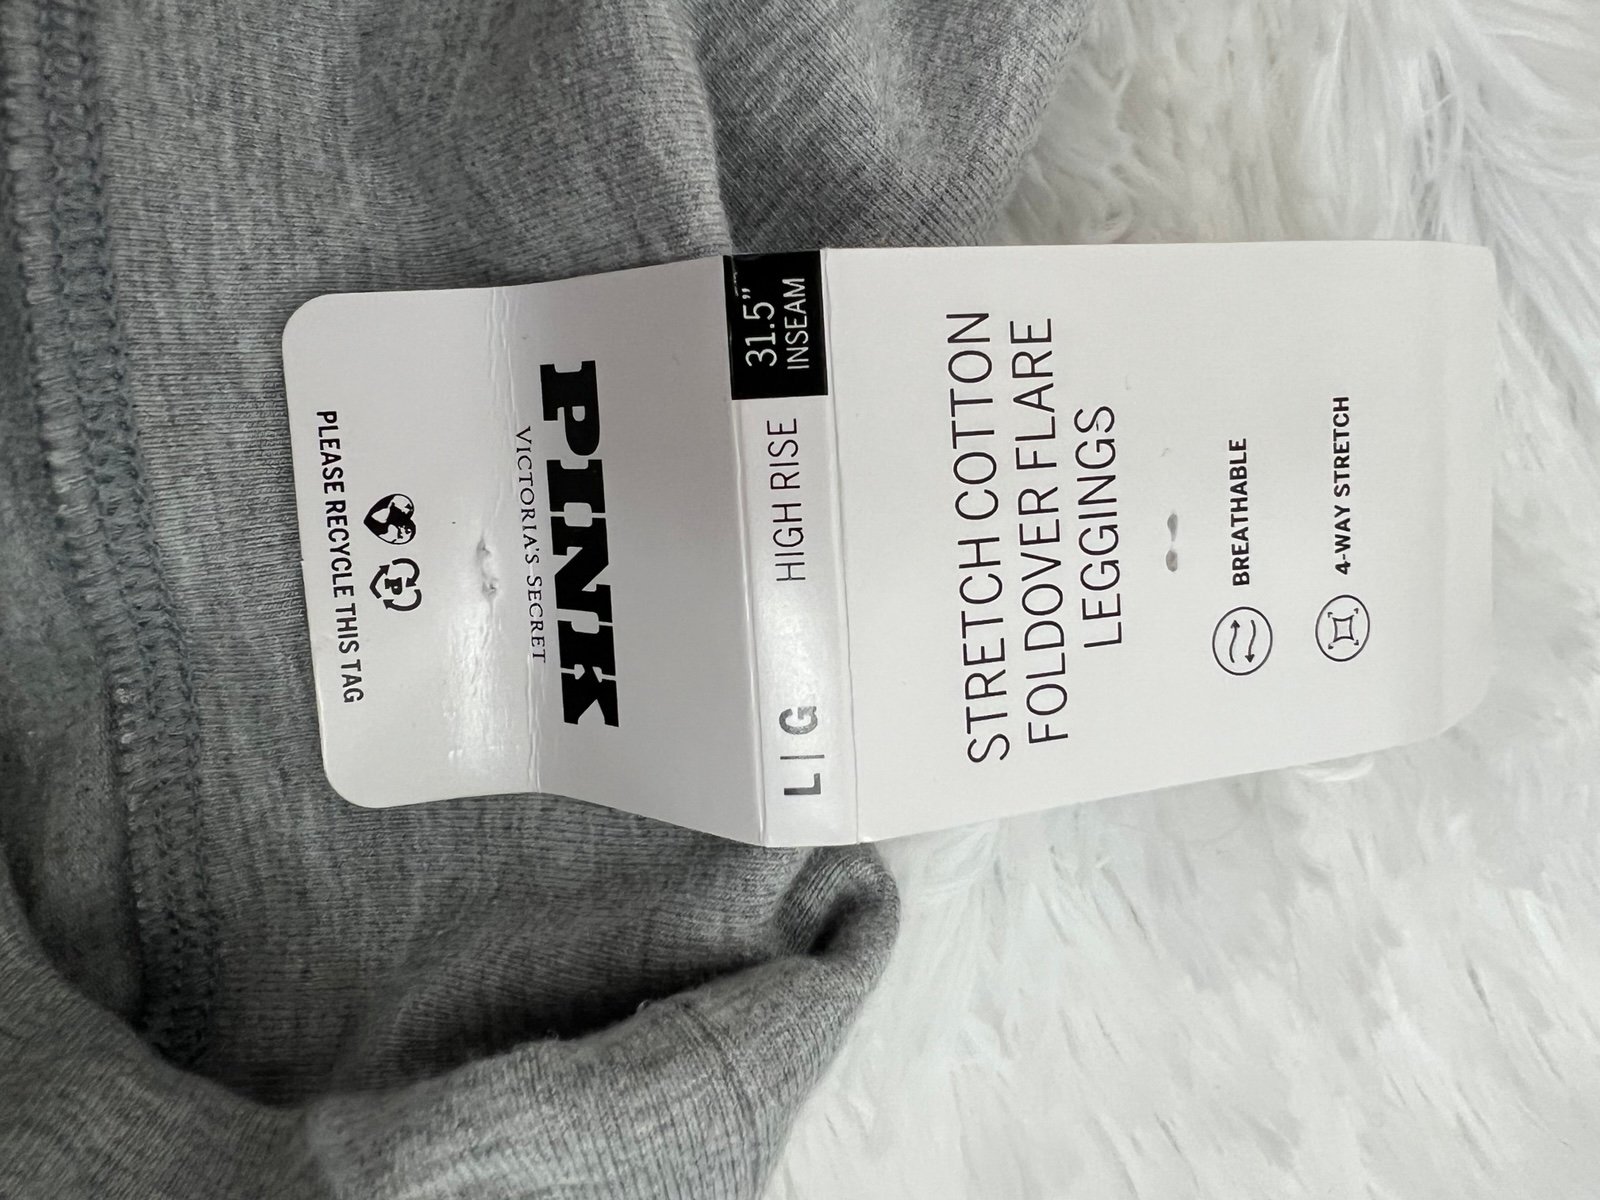 PLEASE RECYCLE THIS TAG
P
PINK
VICTORIA'S SECRET
L|G
HIGH RISE
31.5"
INSEAM
STRETCH COTTON
FOLDOVER FLARE
LEGGINGS
BREATHABLE
4-WAY STRETCH